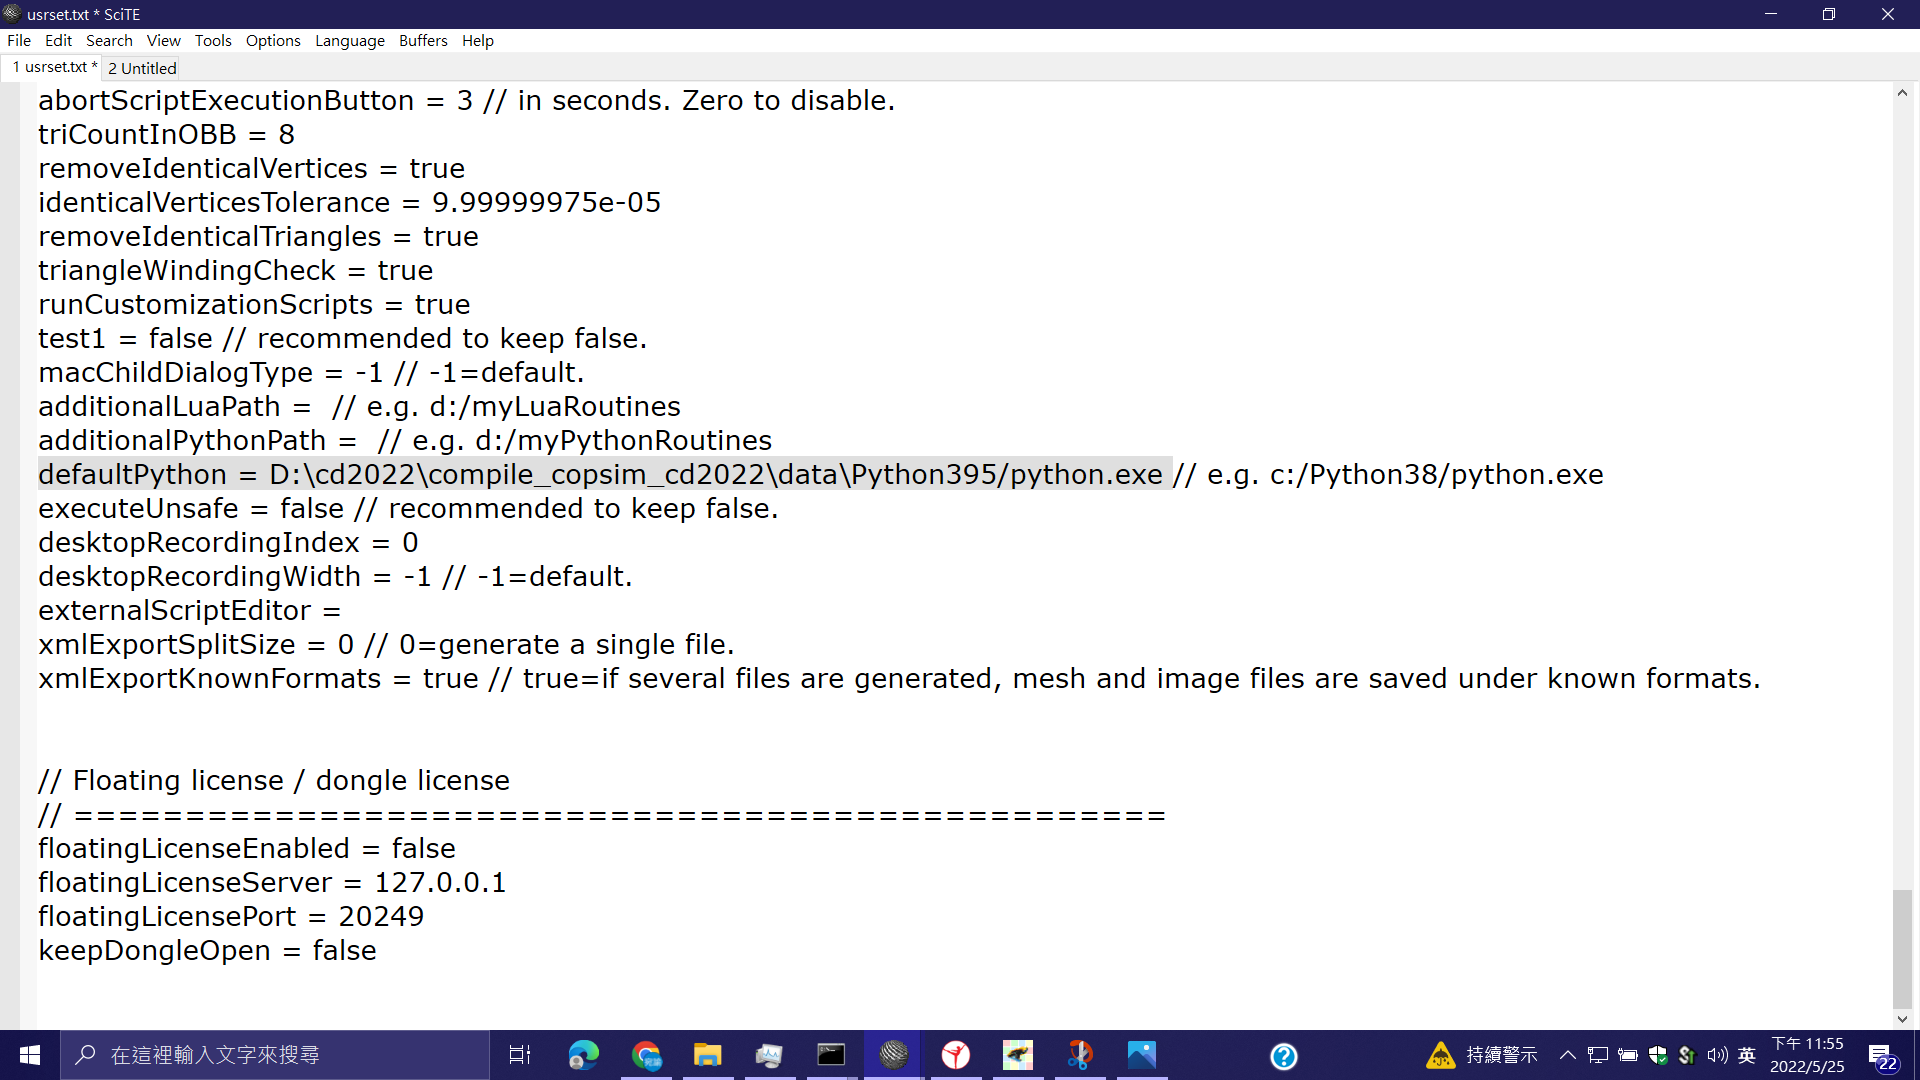 usrset.txt * SciTE
File Edit Search View Tools Options Language Buffers Help
1 usrset.txt * 2 Untitled
abortScriptExecutionButton = 3 // in seconds. Zero to disable.
triCountInOBB = 8
removeIdenticalVertices = true
identicalVerticesTolerance = 9.99999975e-05
removeIdenticalTriangles = true
triangleWindingCheck = true
runCustomizationScripts = true
test1 = false // recommended to keep false.
macChildDialogType = -1 // -1=default.
additionalLuaPath =  // e.g. d:/myLuaRoutines
additionalPythonPath =  // e.g. d:/myPythonRoutines
defaultPython = D:\cd2022\compile_copsim_cd2022\data\Python395/python.exe // e.g. c:/Python38/python.exe
executeUnsafe = false // recommended to keep false.
desktopRecordingIndex = 0
desktopRecordingWidth = -1 // -1=default.
externalScriptEditor =
xmlExportSplitSize = 0 // 0=generate a single file.
xmlExportKnownFormats = true // true=if several files are generated, mesh and image files are saved under known formats.
// Floating license / dongle license
// =================================================
floatingLicenseEnabled = false
floatingLicenseServer = 127.0.0.1
floatingLicensePort = 20249
keepDongleOpen = false
在這裡輸入文字來搜尋
持續警示
英
下午 11:55
2022/5/25
22